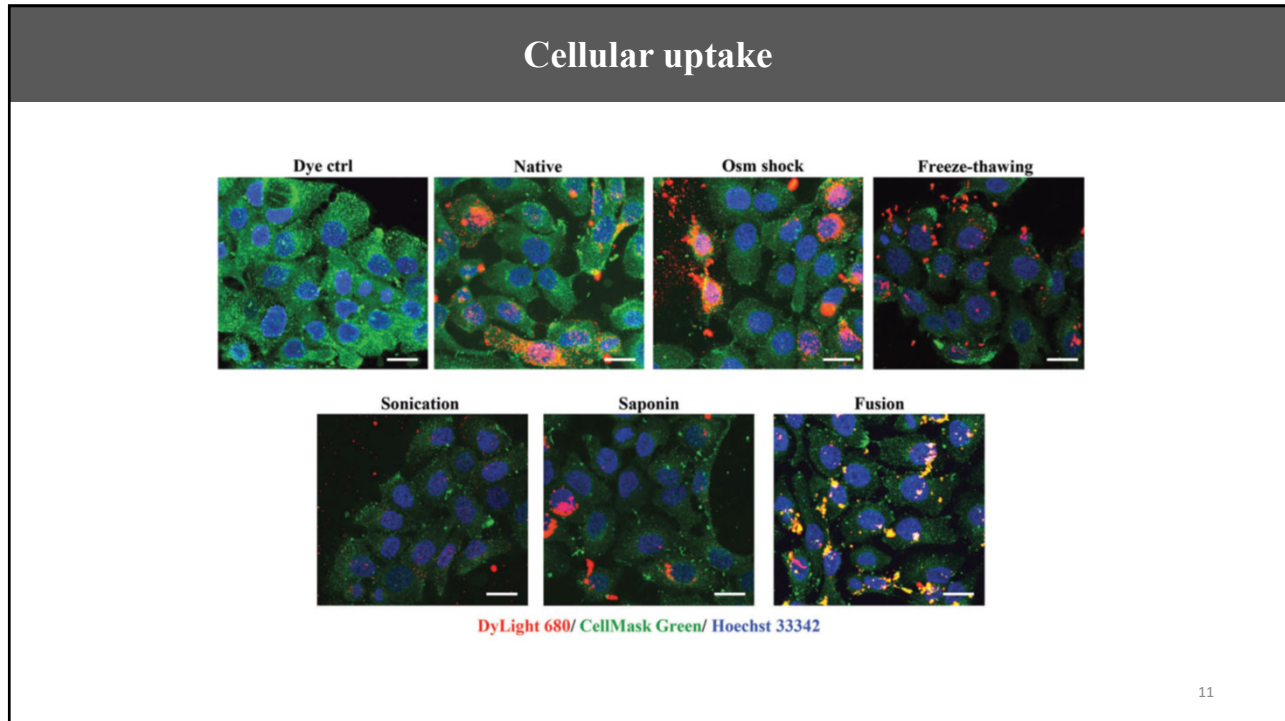 Cellular uptake
Dye ctrl
Native
Osm shock
Freeze-thawing
Sonication
Saponin
Fusion
DyLight 680/ CellMask Green/ Hoechst 33342
11